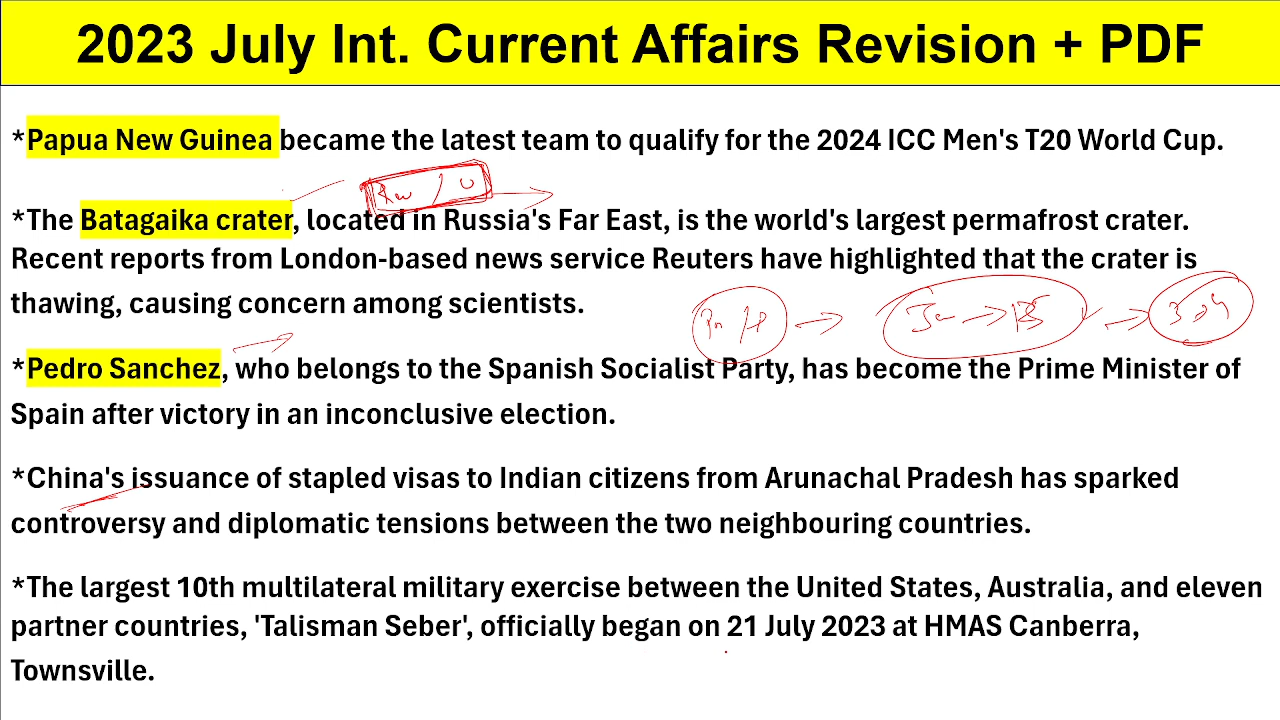 2023 July Int. Current Affairs Revision + PDF
*Papua New Guinea became the latest team to qualify for the 2024 ICC Men's T20 World Cup.
*The Batagaika crater, located in Russia's Far East, is the world's largest permafrost crater.
Recent reports from London-based news service Reuters have highlighted that the crater is
thawing, causing concern among scientists.
*Pedro Sanchez, who belongs to the Spanish Socialist Party, has become the Prime Minister of
Spain after victory in an inconclusive election.
*China's issuance of stapled visas to Indian citizens from Arunachal Pradesh has sparked
controversy and diplomatic tensions between the two neighbouring countries.
*The largest 10th multilateral military exercise between the United States, Australia, and eleven
partner countries, 'Talisman Seber', officially began on 21 July 2023 at HMAS Canberra,
Townsville.